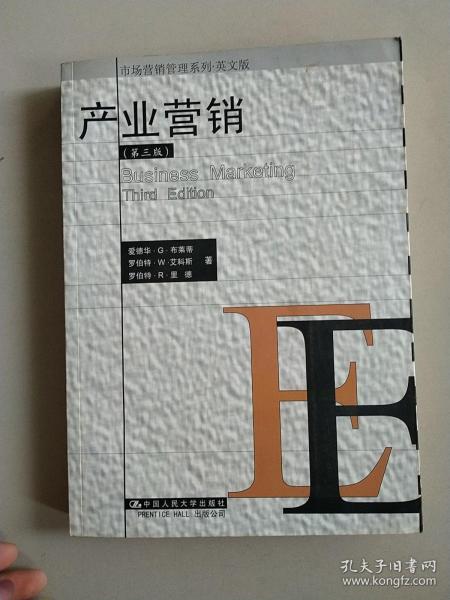 市场营销管理系列·英文版
产业营销
(第三版)
Business Marketing
Third Edition
爱德华·G·布莱蒂
罗伯特·W·艾科斯 著
罗伯特·R·里 德
EE
中国人民大学出版社
PRENTICE HALL 出版公司
孔夫子旧书网
www.kongfz.com